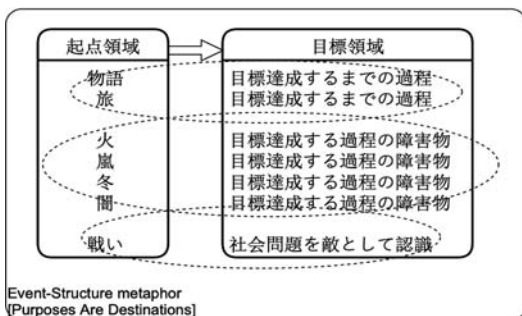 起点領域 目標領域
物語 目標達成するまでの過程
旅 目標達成するまでの過程
火 目標達成する過程の障害物
嵐 目標達成する過程の障害物
冬 目標達成する過程の障害物
闇 目標達成する過程の障害物
戦い 社会問題を敵として認識
Event-Structure metaphor
[Purposes Are Destinations]